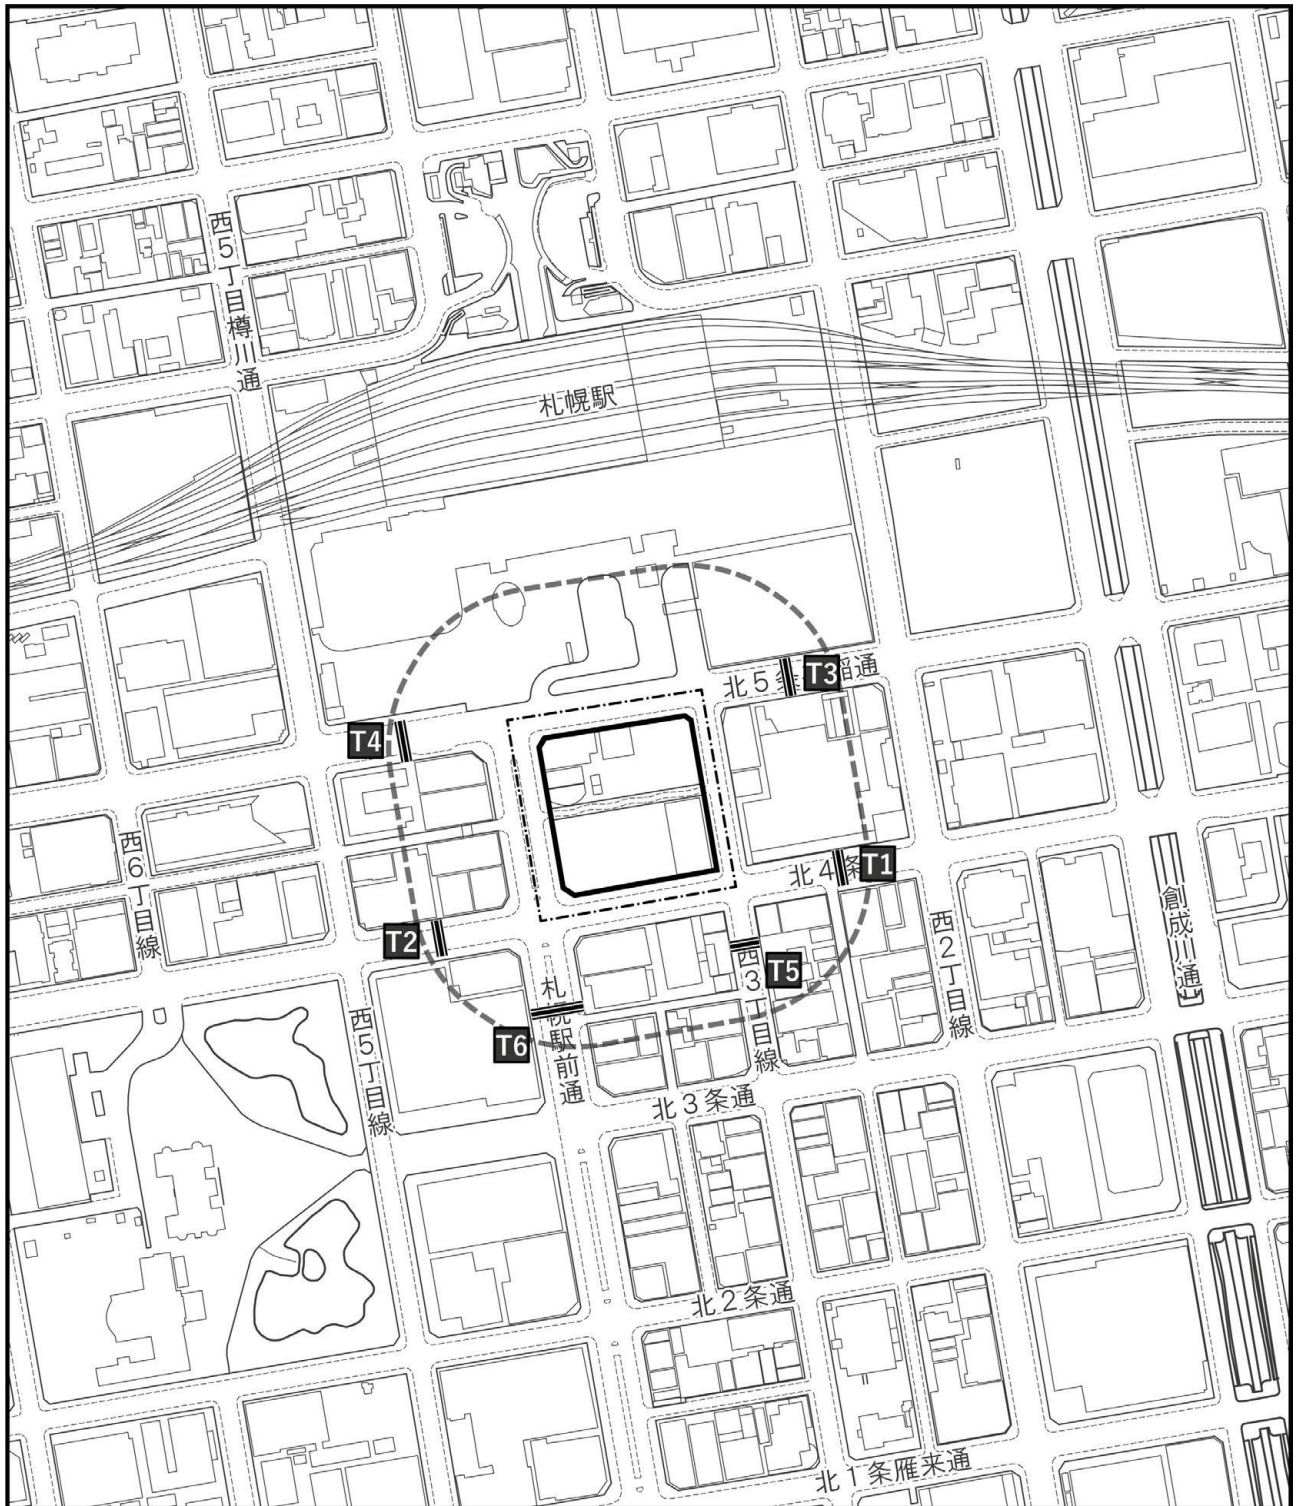 西5丁目樽川通
札幌駅
T3
北5条
稲通
T4
西6丁目線
北4条
T1
創成川通
T2
西2丁目線
T5
西3丁目線
札幌駅前通
T6
西5丁目線
北3条通
北2条通
北1条雁来通